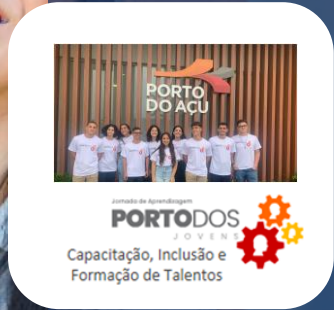 PORTO
DO AÇU
Jornada de Aprendizagem
PORTODOS
JOVENS
Capacitação, Inclusão e
Formação de Talentos